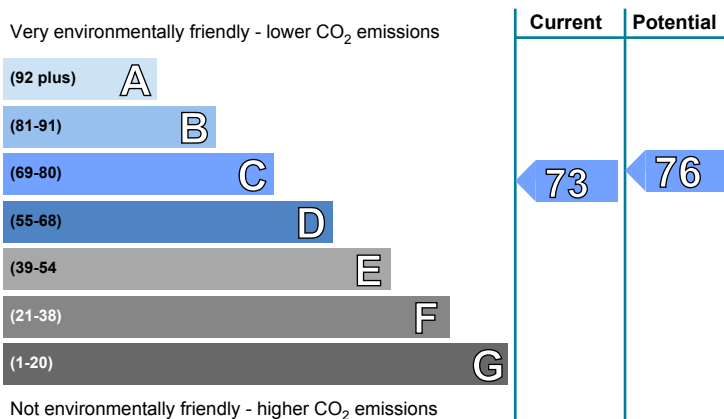 Current Potential
Very environmentally friendly - lower CO2 emissions
(92 plus) A
(81-91) B
(69-80) C
73 76
(55-68) D
(39-54 E
(21-38) F
(1-20) G
Not environmentally friendly - higher CO2 emissions